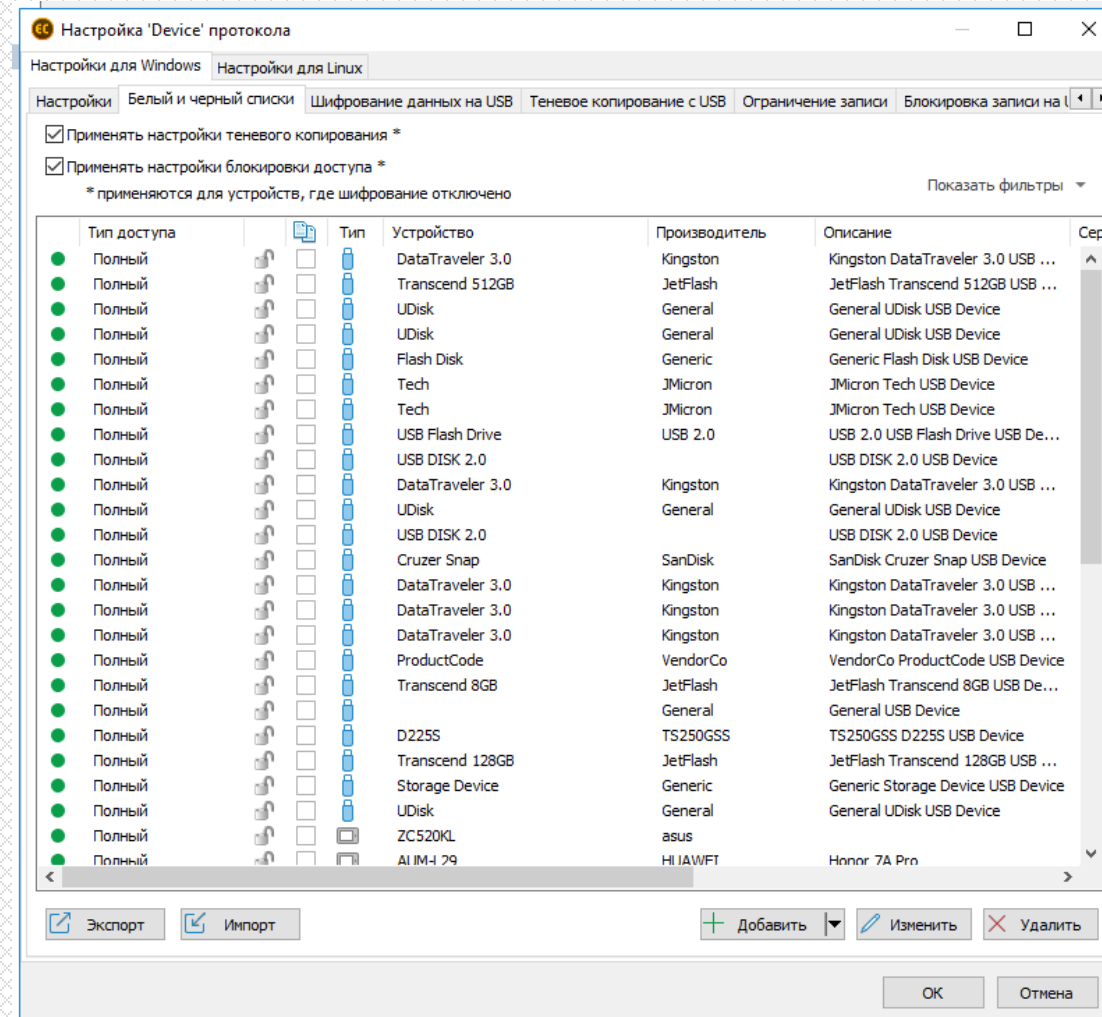 EC Настройка 'Device' протокола
Настройки для Windows Настройки для Linux
Настройки Белый и черный списки Шифрование данных на USB Теневое копирование с USB Ограничение записи Блокировка записи на
Применять настройки теневого копирования *
Применять настройки блокировки доступа *
* применяются для устройств, где шифрование отключено
Показать фильтры
Тип доступа Тип Устройство Производитель Описание Сер
Полный DataTraveler 3.0 Kingston Kingston DataTraveler 3.0 USB ...
Полный Transcend 512GB JetFlash JetFlash Transcend 512GB USB ...
Полный UDisk General General UDisk USB Device
Полный UDisk General General UDisk USB Device
Полный Flash Disk Generic Generic Flash Disk USB Device
Полный Tech JMicron JMicron Tech USB Device
Полный Tech JMicron JMicron Tech USB Device
Полный USB Flash Drive USB 2.0 USB 2.0 USB Flash Drive USB De...
Полный USB DISK 2.0 USB DISK 2.0 USB Device
Полный DataTraveler 3.0 Kingston Kingston DataTraveler 3.0 USB ...
Полный UDisk General General UDisk USB Device
Полный USB DISK 2.0 USB DISK 2.0 USB Device
Полный Cruzer Snap SanDisk SanDisk Cruzer Snap USB Device
Полный DataTraveler 3.0 Kingston Kingston DataTraveler 3.0 USB ...
Полный DataTraveler 3.0 Kingston Kingston DataTraveler 3.0 USB ...
Полный DataTraveler 3.0 Kingston Kingston DataTraveler 3.0 USB ...
Полный ProductCode VendorCo VendorCo ProductCode USB Device
Полный Transcend 8GB JetFlash JetFlash Transcend 8GB USB De...
Полный General General USB Device
Полный D225S TS250GSS TS250GSS D225S USB Device
Полный Transcend 128GB JetFlash JetFlash Transcend 128GB USB ...
Полный Storage Device Generic Generic Storage Device USB Device
Полный UDisk General General UDisk USB Device
Полный ZC520KL asus
Полный AUM-L29 HUAWEI Honor 7A Pro
Экспорт Импорт Добавить Изменить Удалить
ОК Отмена